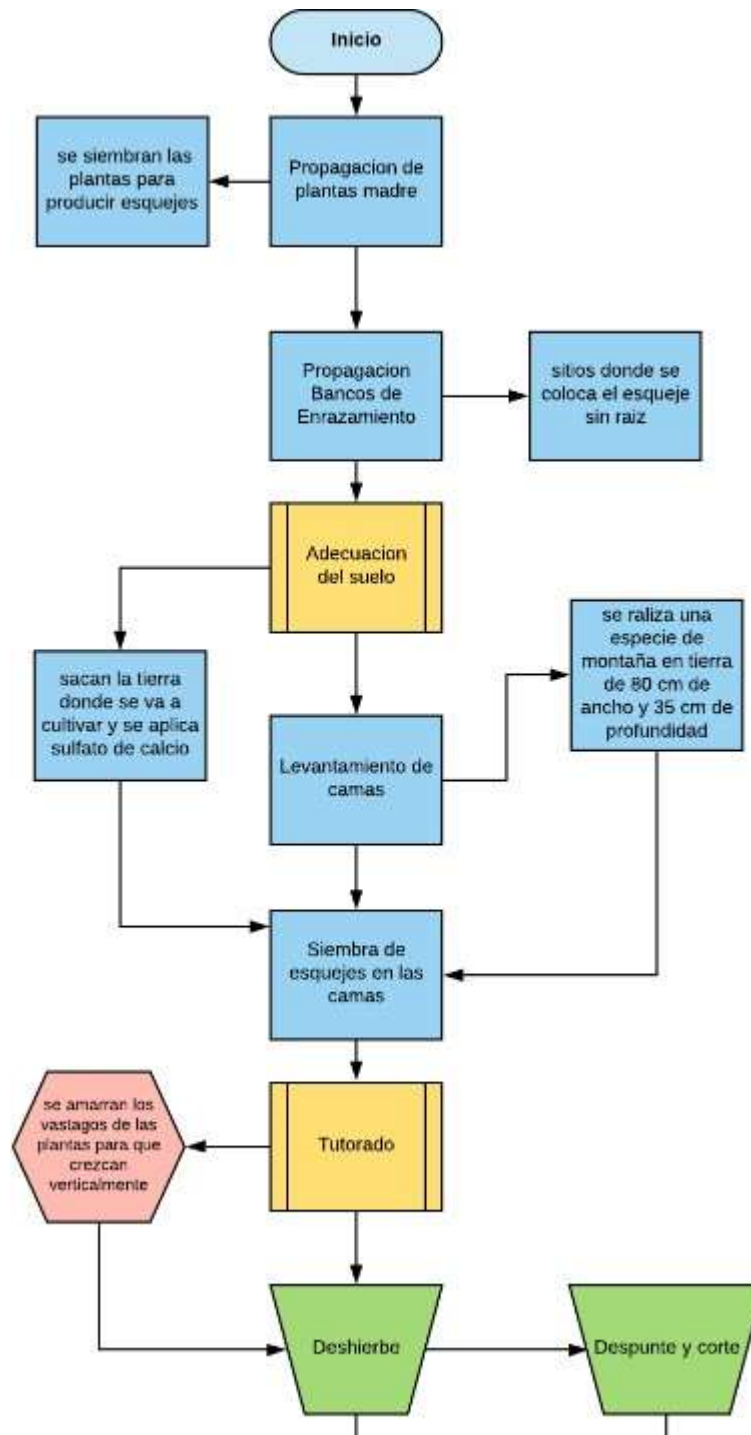 Inicio
se siembran las
plantas para
producir esquejes
Propagacion de
plantas madre
Propagacion
Bancos de
Enrazamiento
sitios donde se
coloca el esqueje
sin raiz
Adecuacion
del suelo
sacan la tierra
donde se va a
cultivar y se aplica
sulfato de calcio
se raliza una
especie de
montaña en tierra
de 80 cm de
ancho y 35 cm de
profundidad
Levantamiento de
camas
Siembra de
esquejes en las
camas
se amarran los
vastagos de las
plantas para que
crezcan
verticalmente
Tutorado
Deshierbe
Despunte y corte